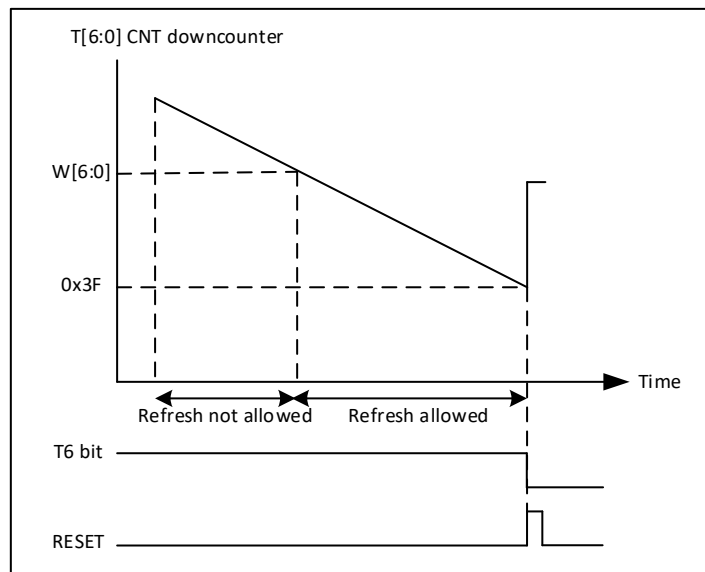 T[6:0] CNT downcounter
W[6:0]
0x3F
Time
Refresh not allowed
Refresh allowed
T6 bit
RESET